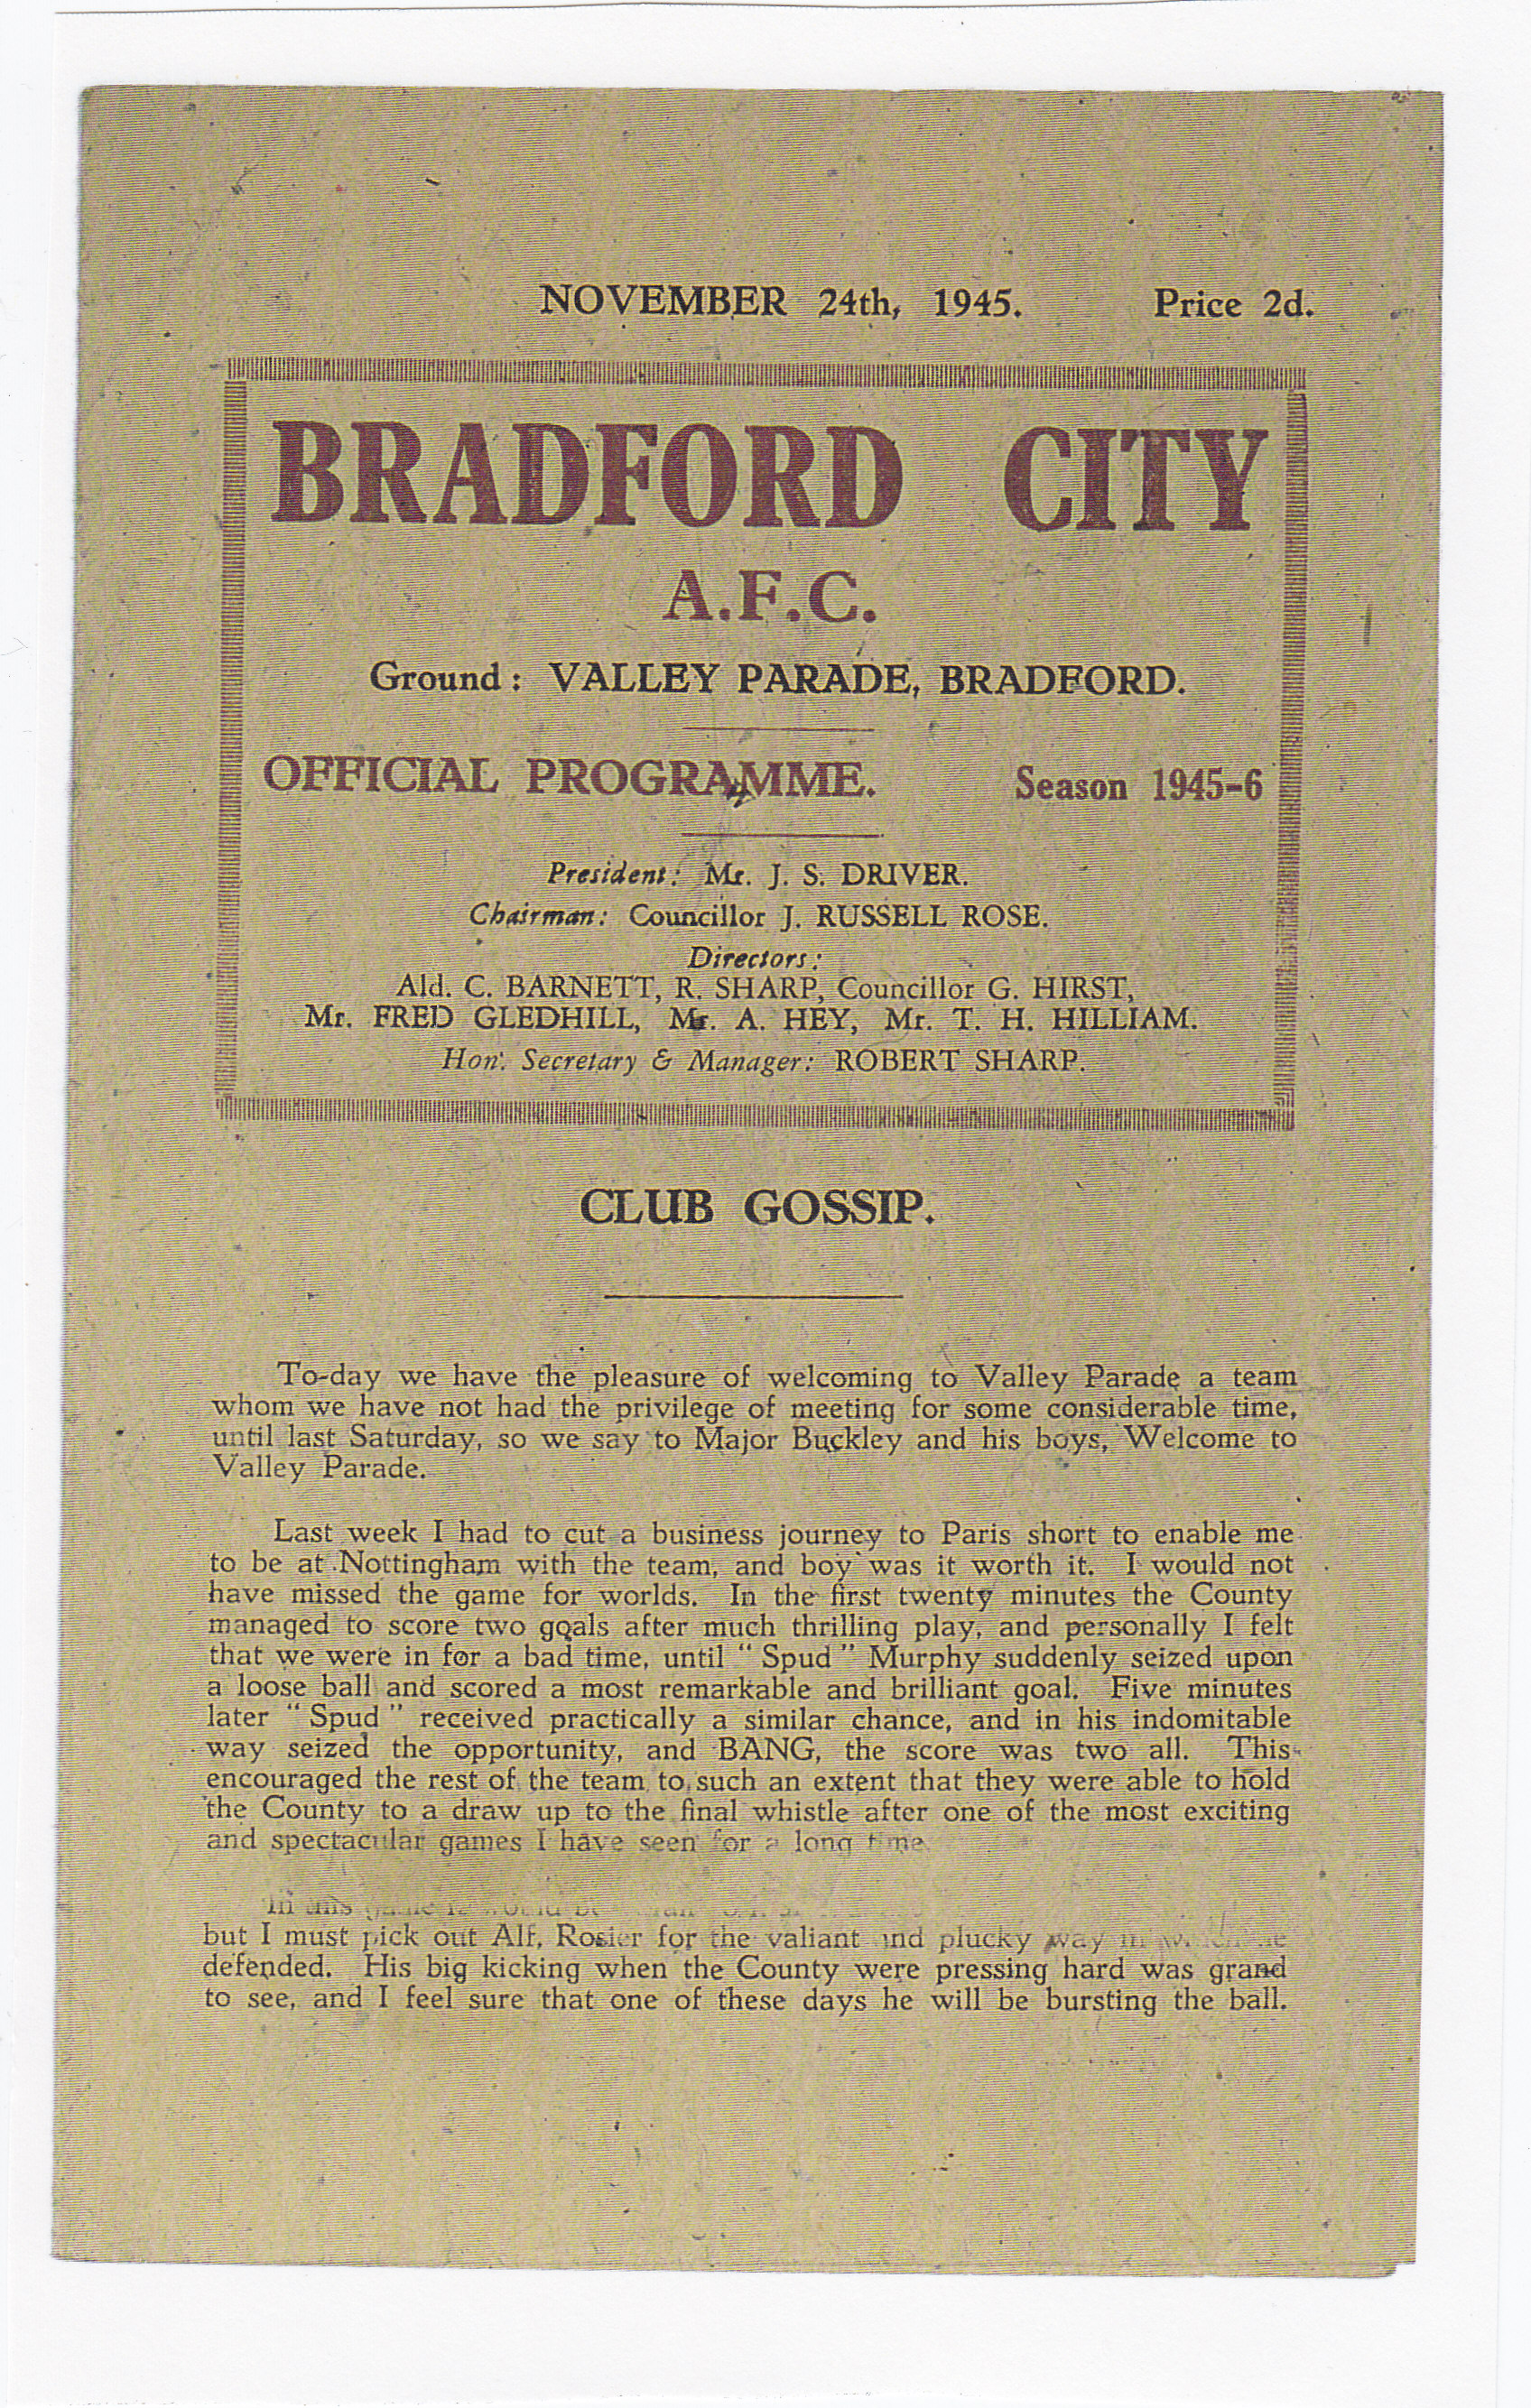 NOVEMBER 24th, 1945. Price 2d.
BRADFORD CITY
A.F.C.
Ground: VALLEY PARADE, BRADFORD.
OFFICIAL PROGRAMME. Season 1945-6
President: Mr. J. S. DRIVER.
Chairman: Councillor J. RUSSELL ROSE.
Directors:
Ald. C. BARNETT, R. SHARP, Councillor G. HIRST,
Mr. FRED GLEDHILL, Mr. A. HEY, Mr. T. H. HILLIAM.
Hon. Secretary & Manager: ROBERT SHARP.
CLUB GOSSIP.
To-day we have the pleasure of welcoming to Valley Parade a team
whom we have not had the privilege of meeting for some considerable time,
until last Saturday, so we say to Major Buckley and his boys, Welcome to
Valley Parade.
Last week I had to cut a business journey to Paris short to enable me
to be at Nottingham with the team, and boy was it worth it. I would not
have missed the game for worlds. In the first twenty minutes the County
managed to score two goals after much thrilling play, and personally I felt
that we were in for a bad time, until "Spud" Murphy suddenly seized upon
a loose ball and scored a most remarkable and brilliant goal. Five minutes
later "Spud" received practically a similar chance, and in his indomitable
way seized the opportunity, and BANG, the score was two all. This
encouraged the rest of the team to such an extent that they were able to hold
the County to a draw up to the final whistle after one of the most exciting
and spectacular games I have seen for a long time.
In this game it would be
but I must pick out Alf. Rosier for the valiant and plucky way in which he
defended. His big kicking when the County were pressing hard was grand
to see, and I feel sure that one of these days he will be bursting the ball.